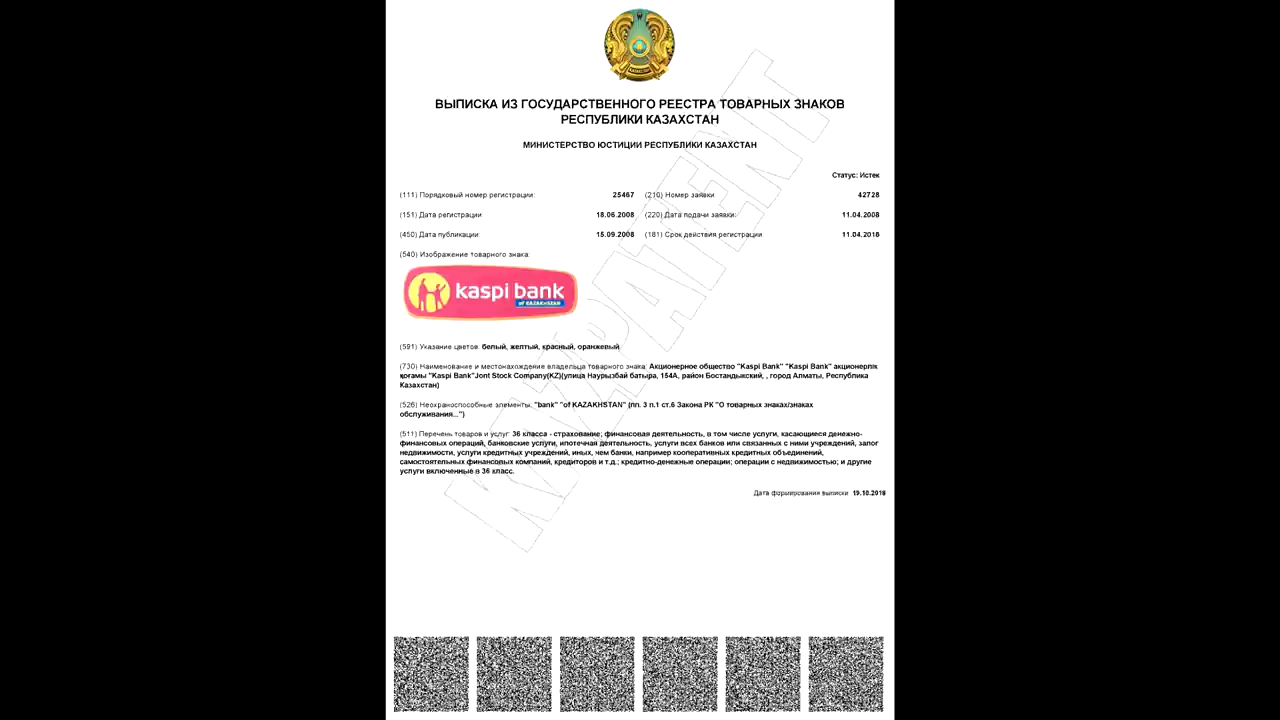 ВЫПИСКА ИЗ ГОСУДАРСТВЕННОГО РЕЕСТРА ТОВАРНЫХ ЗНАКОВ
РЕСПУБЛИКИ КАЗАХСТАН
МИНИСТЕРСТВО ЮСТИЦИИ РЕСПУБЛИКИ КАЗАХСТАН
Статус: Истек
(111) Порядковый номер регистрации: 25467 (210) Номер заявки 42728
(151) Дата регистрации 18.06.2008 (220) Дата подачи заявки: 11.04.2008
(450) Дата публикации: 15.09.2008 (181) Срок действия регистрации 11.04.2018
(540) Изображение товарного знака:
kaspi bank
of KAZAKHSTAN
(591) Указание цветов: белый, желтый, красный, оранжевый
(730) Наименование и местонахождение владельца товарного знака: Акционерное общество "Kaspi Bank" "Kaspi Bank" акционерлік
қоғамы "Kaspi Bank"Jont Stock Company(KZ)(улица Наурызбай батыра, 154А, район Бостандыкский, , город Алматы, Республика
Казахстан)
(526) Неохраноспособные элементы: "bank" "of KAZAKHSTAN" (пп. 3 п.1 ст.6 Закона РК "О товарных знаках/знаках
обслуживания...")
(511) Перечень товаров и услуг: 36 класса - страхование; финансовая деятельность, в том числе услуги, касающиеся денежно-
финансовых операций, банковские услуги, ипотечная деятельность, услуги всех банков или связанных с ними учреждений, залог
недвижимости, услуги кредитных учреждений, иных, чем банки, например кооперативных кредитных объединений,
самостоятельных финансовых компаний, кредиторов и т.д.; кредитно-денежные операции; операции с недвижимостью; и другие
услуги включенные в 36 класс.
Дата формирования выписки 19.10.2018
KAZPATENT